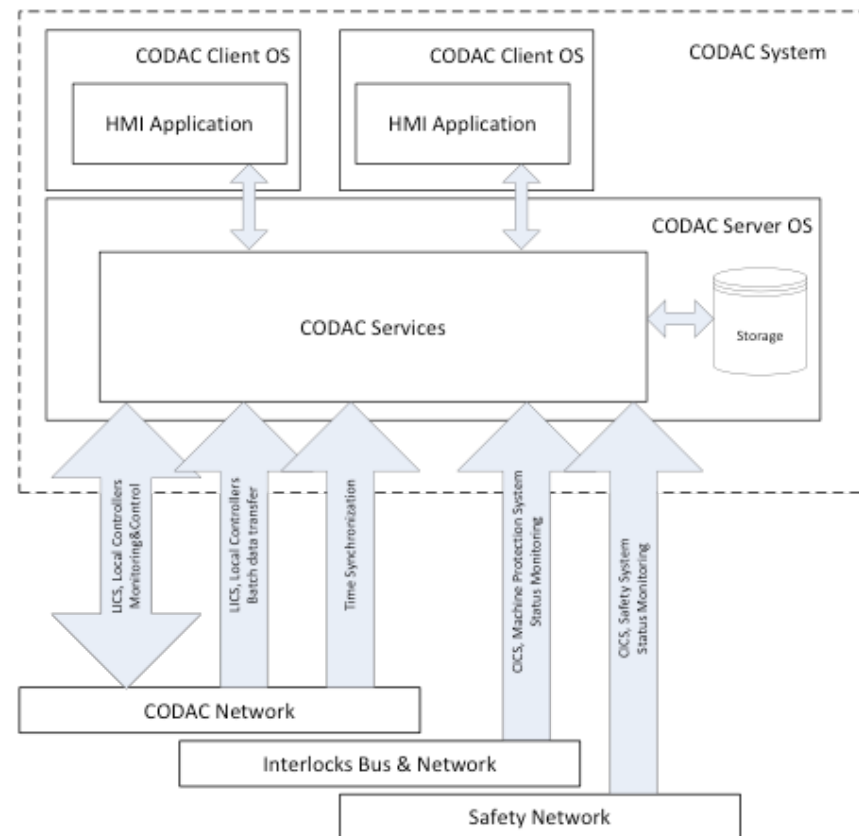 CODAC System
CODAC Client OS
HMI Application
CODAC Client OS
HMI Application
CODAC Server OS
CODAC Services
Storage
LICS, Local Controllers
Monitoring&Control
LICS, Local Controllers
Batch data transfer
Time Synchronization
CICS, Machine Protection System
Status Monitoring
CICS, Safety System
Status Monitoring
CODAC Network
Interlocks Bus & Network
Safety Network